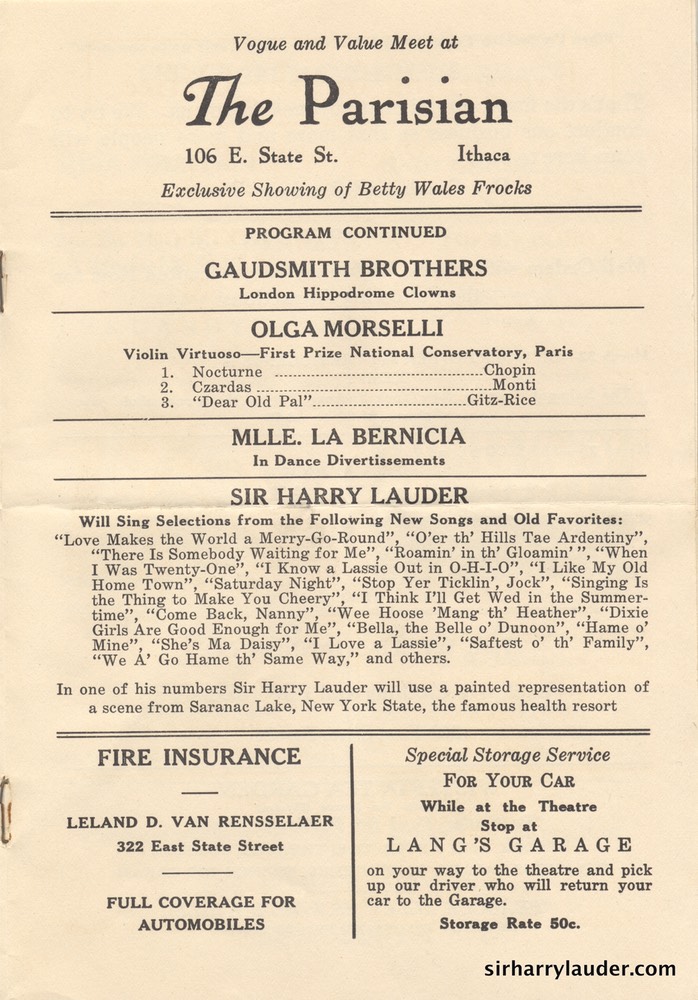 Vogue and Value Meet at
The Parisian
106 E. State St. Ithaca
Exclusive Showing of Betty Wales Frocks
PROGRAM CONTINUED
GAUDSMITH BROTHERS
London Hippodrome Clowns
OLGA MORSELLI
Violin Virtuoso—First Prize National Conservatory, Paris
1. Nocturne ........................................Chopin
2. Czardas ............................................Monti
3. “Dear Old Pal”..............................Gitz-Rice
MLLE. LA BERNICIA
In Dance Divertissements
SIR HARRY LAUDER
Will Sing Selections from the Following New Songs and Old Favorites:
“Love Makes the World a Merry-Go-Round”, “O’er th’ Hills Tae Ardentiny”,
“There Is Somebody Waiting for Me”, “Roamin’ in th’ Gloamin’ ”, “When
I Was Twenty-One”, “I Know a Lassie Out in O-H-I-O”, “I Like My Old
Home Town”, “Saturday Night”, “Stop Yer Ticklin’, Jock”, “Singing Is
the Thing to Make You Cheery”, “I Think I’ll Get Wed in the Summer-
time”, “Come Back, Nanny”, “Wee Hoose ’Mang th’ Heather”, “Dixie
Girls Are Good Enough for Me”, “Bella, the Belle o’ Dunoon”, “Hame o’
Mine”, “She’s Ma Daisy”, “I Love a Lassie”, “Saftest o’ th’ Family”,
“We A’ Go Hame th’ Same Way,” and others.
In one of his numbers Sir Harry Lauder will use a painted representation of
a scene from Saranac Lake, New York State, the famous health resort
FIRE INSURANCE
LELAND D. VAN RENSSELAER
322 East State Street
FULL COVERAGE FOR
AUTOMOBILES
Special Storage Service
FOR YOUR CAR
While at the Theatre
Stop at
LANG’S GARAGE
on your way to the theatre and pick
up our driver who will return your
car to the Garage.
Storage Rate 50c.
sirharrylauder.com